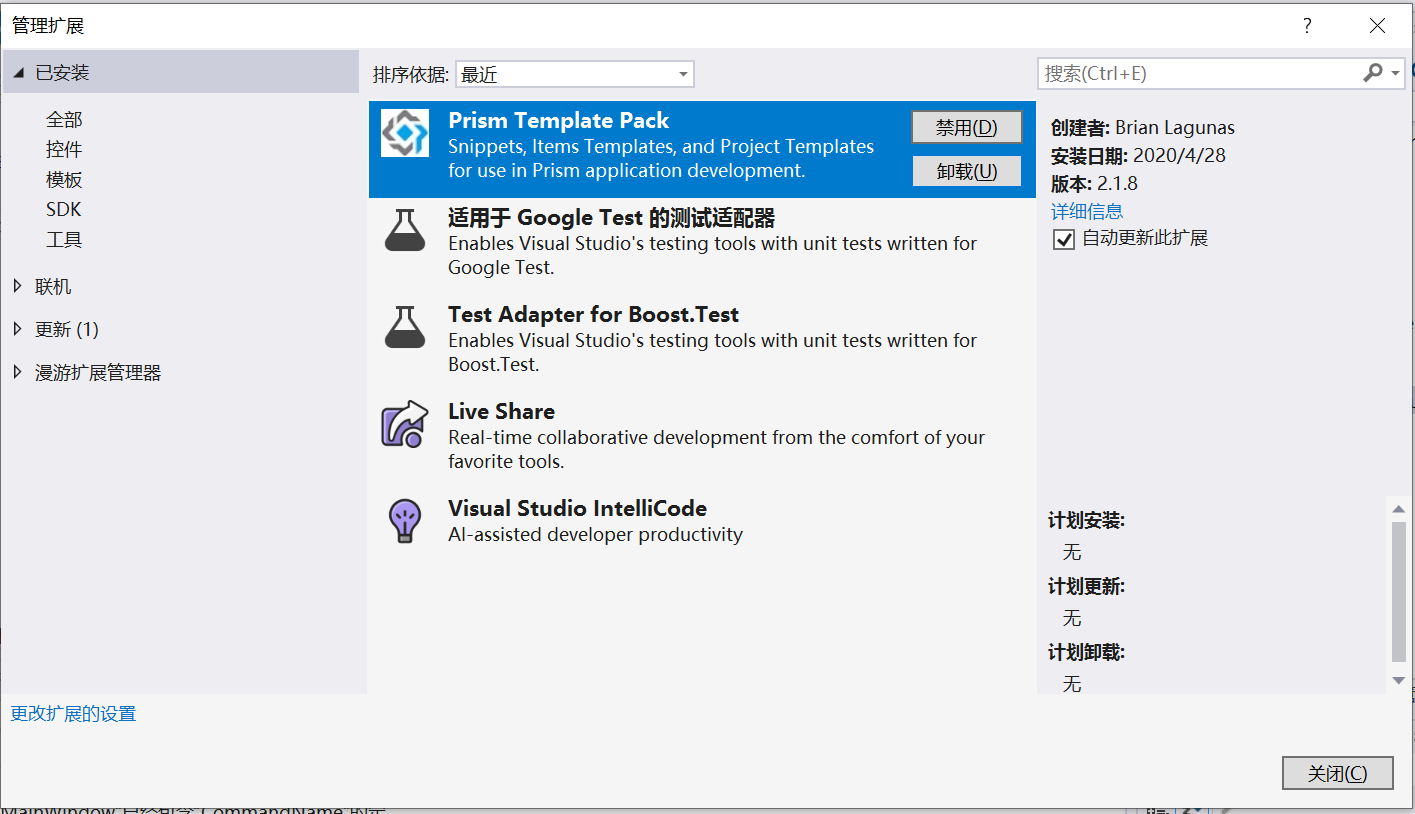 管理扩展
?
已安装
全部
控件
模板
SDK
工具
联机
更新 (1)
漫游扩展管理器
排序依据: 最近
Prism Template Pack
Snippets, Items Templates, and Project Templates
for use in Prism application development.
禁用(D)
卸载(U)
适用于 Google Test 的测试适配器
Enables Visual Studio's testing tools with unit tests written for
Google Test.
Test Adapter for Boost.Test
Enables Visual Studio's testing tools with unit tests written for
Boost.Test.
Live Share
Real-time collaborative development from the comfort of your
favorite tools.
Visual Studio IntelliCode
AI-assisted developer productivity
搜索(Ctrl+E)
创建者: Brian Lagunas
安装日期: 2020/4/28
版本: 2.1.8
详细信息
自动更新此扩展
计划安装:
无
计划更新:
无
计划卸载:
无
更改扩展的设置
关闭(C)